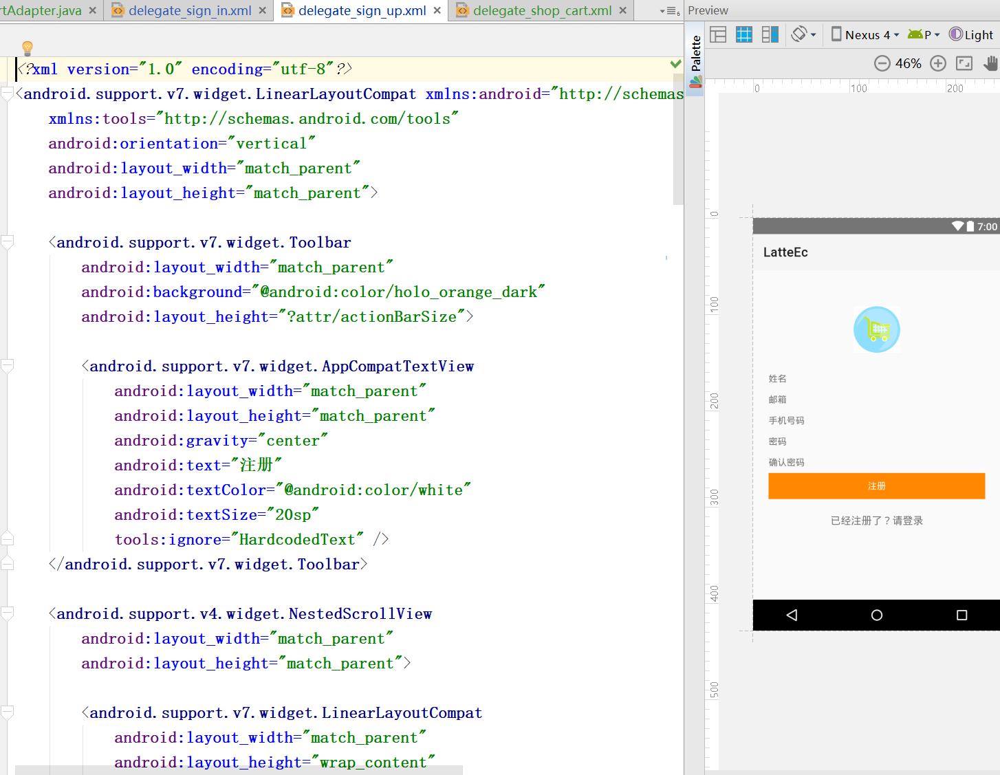 rtAdapter.java
delegate_sign_in.xml
delegate_sign_up.xml
delegate_shop_cart.xml
6
<?xml version="1.0" encoding="utf-8"?>
<android.support.v7.widget.LinearLayoutCompat xmlns:android="http://schemas
xmlns:tools="http://schemas.android.com/tools"
android:orientation="vertical"
android:layout_width="match_parent"
android:layout_height="match_parent">
<android.support.v7.widget.Toolbar
android:layout_width="match_parent"
android:background="@android:color/holo_orange_dark"
android:layout_height="?attr/actionBarSize">
<android.support.v7.widget.AppCompatTextView
android:layout_width="match_parent"
android:layout_height="match_parent"
android:gravity="center"
android:text="注册"
android:textColor="@android:color/white"
android:textSize="20sp"
tools:ignore="HardcodedText" />
</android.support.v7.widget.Toolbar>
<android.support.v4.widget.NestedScrollView
android:layout_width="match_parent"
android:layout_height="match_parent">
<android.support.v7.widget.LinearLayoutCompat
android:layout_width="match_parent"
android:layout_height="wrap_content"
Preview
Palette
Nexus 4
P
Light
46%
0
100
200
0
100
200
300
400
500
7:00
LatteEc
姓名
邮箱
手机号码
密码
确认密码
注册
已经注册了？请登录